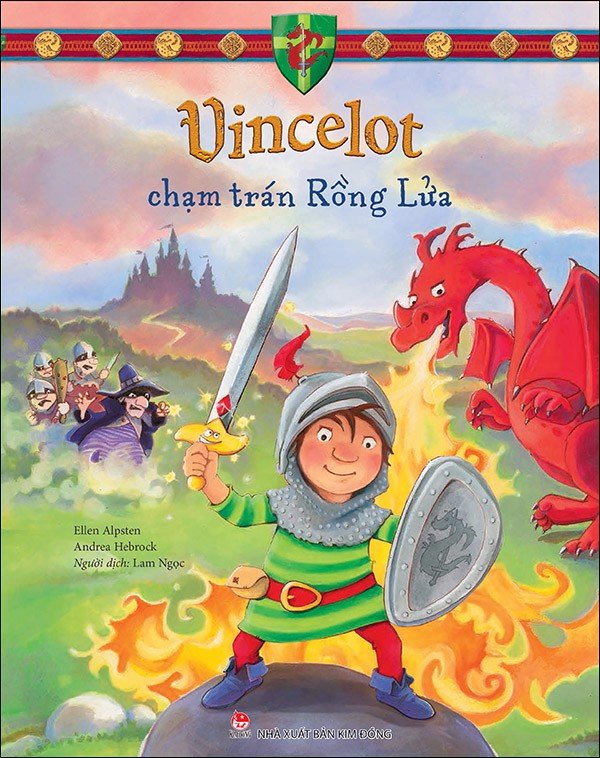 Vincelot
chạm trán Rồng Lửa
Ellen Alpsten
Andrea Hebrock
Người dịch: Lam Ngọc
NHÀ XUẤT BẢN KIM ĐỒNG